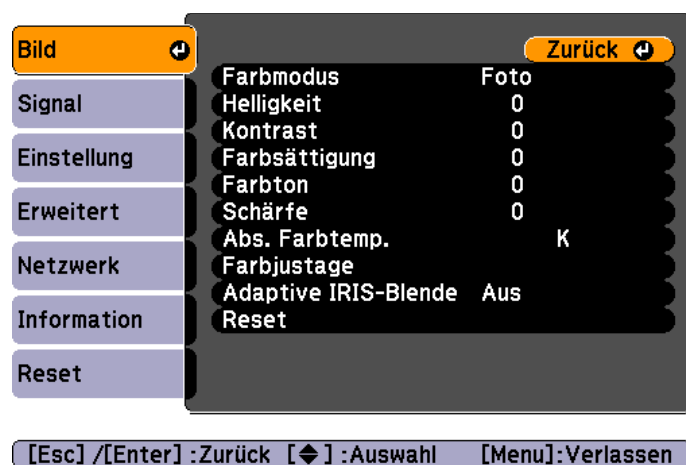 Bild
Signal
Einstellung
Erweitert
Netzwerk
Information
Reset
Zurück
Farbmodus Foto
Helligkeit 0
Kontrast 0
Farbsättigung 0
Farbton 0
Schärfe 0
Abs. Farbtemp. K
Farbjustage
Adaptive IRIS-Blende Aus
Reset
[Esc] /[Enter] :Zurück [◆] :Auswahl [Menu]:Verlassen